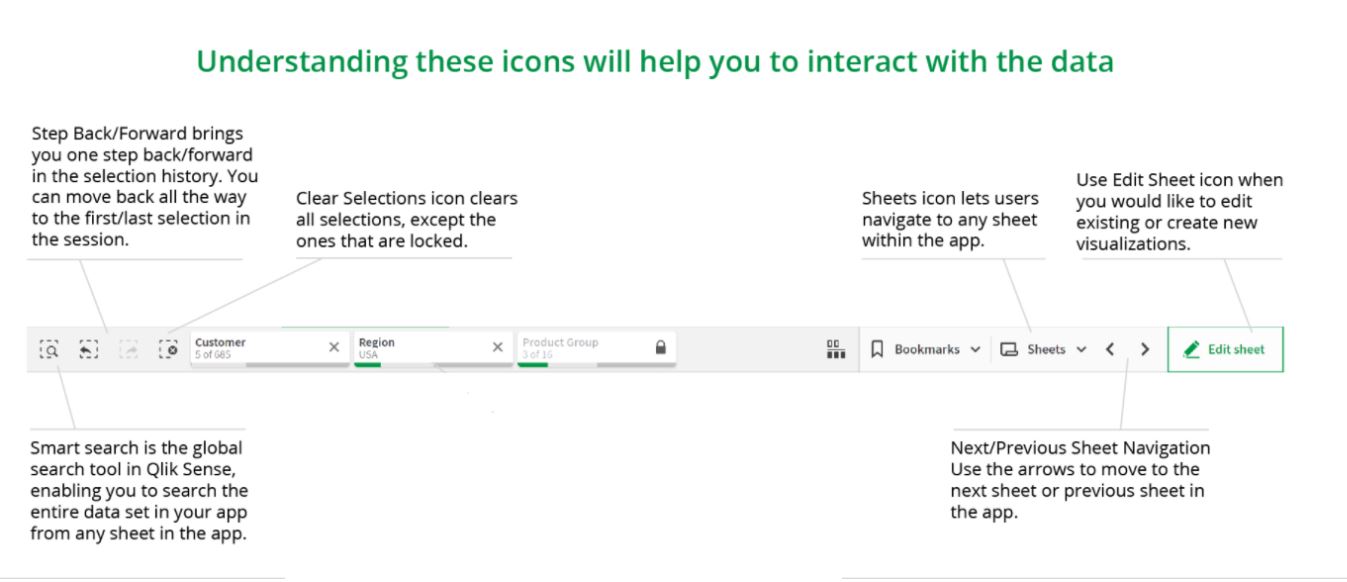 Understanding these icons will help you to interact with the data
Step Back/Forward brings
you one step back/forward
in the selection history. You
can move back all the way
to the first/last selection in
the session.
Clear Selections icon clears
all selections, except the
ones that are locked.
Sheets icon lets users
navigate to any sheet
within the app.
Use Edit Sheet icon when
you would like to edit
existing or create new
visualizations.
Customer
5 of 685
Region
USA
Product Group
3 of 16
Bookmarks
Sheets
Edit sheet
Smart search is the global
search tool in Qlik Sense,
enabling you to search the
entire data set in your app
from any sheet in the app.
Next/Previous Sheet Navigation
Use the arrows to move to the
next sheet or previous sheet in
the app.